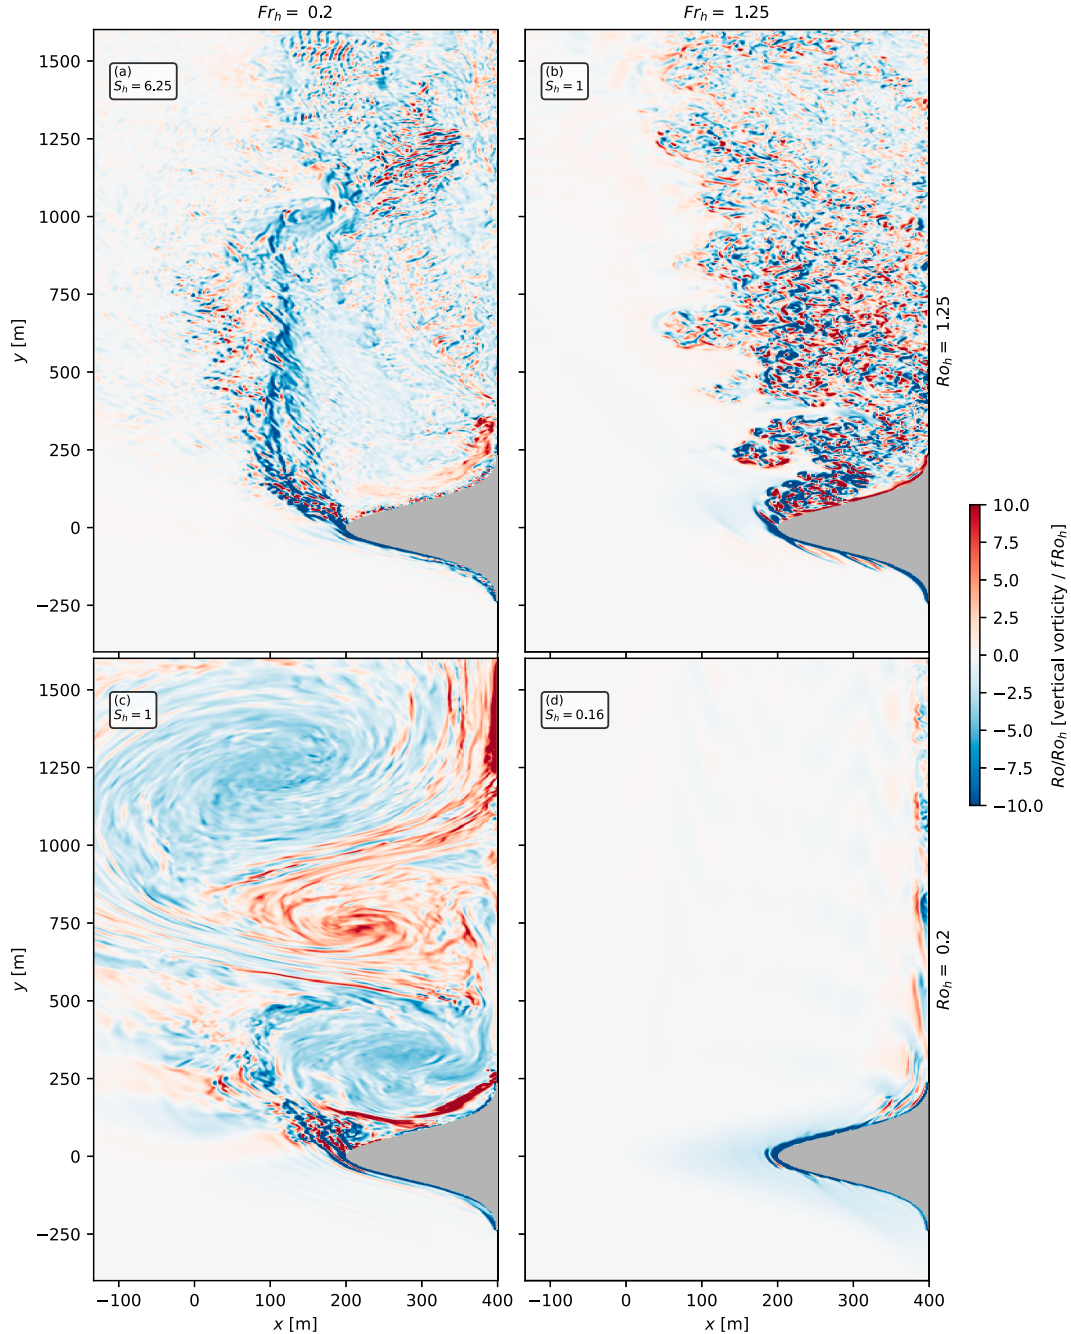 Fr_h = 0.2
Fr_h = 1.25
(a)
S_h = 6.25
(b)
S_h = 1
1500
1250
1000
750
500
250
0
−250
y [m]
Ro_h = 1.25
(c)
S_h = 1
(d)
S_h = 0.16
1500
1250
1000
750
500
250
0
−250
y [m]
Ro_h = 0.2
−100
0
100
200
300
400
x [m]
−100
0
100
200
300
400
x [m]
10.0
7.5
5.0
2.5
0.0
−2.5
−5.0
−7.5
−10.0
Ro/Ro_h [vertical vorticity / fRo_h]